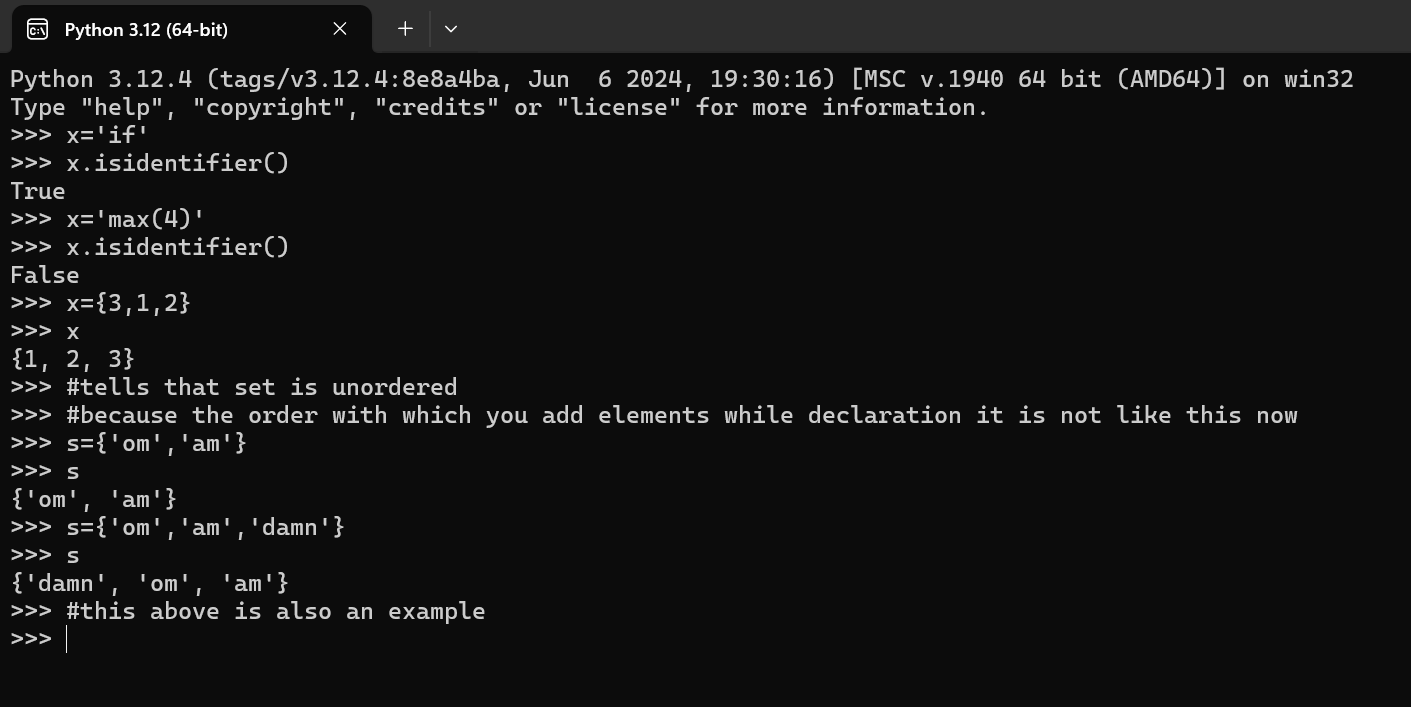 Python 3.12 (64-bit)
Python 3.12.4 (tags/v3.12.4:8e8a4ba, Jun  6 2024, 19:30:16) [MSC v.1940 64 bit (AMD64)] on win32
Type "help", "copyright", "credits" or "license" for more information.
>>> x='if'
>>> x.isidentifier()
True
>>> x='max(4)'
>>> x.isidentifier()
False
>>> x={3,1,2}
>>> x
{1, 2, 3}
>>> #tells that set is unordered
>>> #because the order with which you add elements while declaration it is not like this now
>>> s={'om','am'}
>>> s
{'om', 'am'}
>>> s={'om','am','damn'}
>>> s
{'damn', 'om', 'am'}
>>> #this above is also an example
>>>